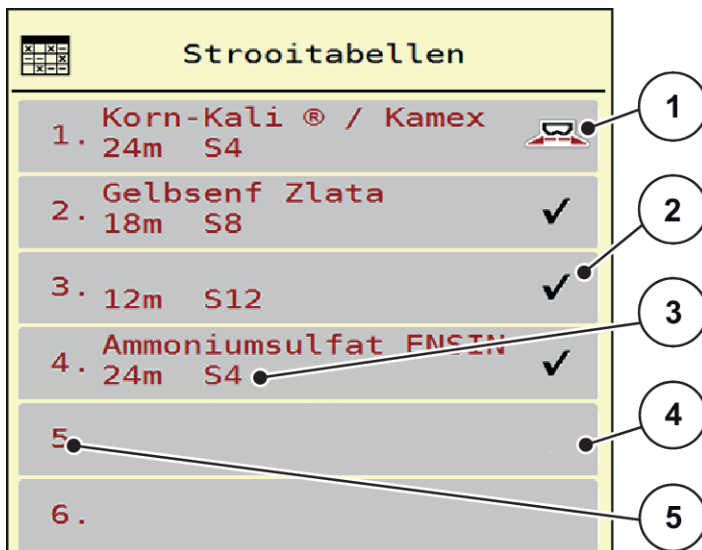 Strooitabellen
1. Korn-Kali ® / Kamex
24m S4
2. Gelbsenf Zlata
18m S8
3.
12m S12
4. Ammoniumsulfat ENSIN
24m S4
5.
6.
1
2
3
4
5